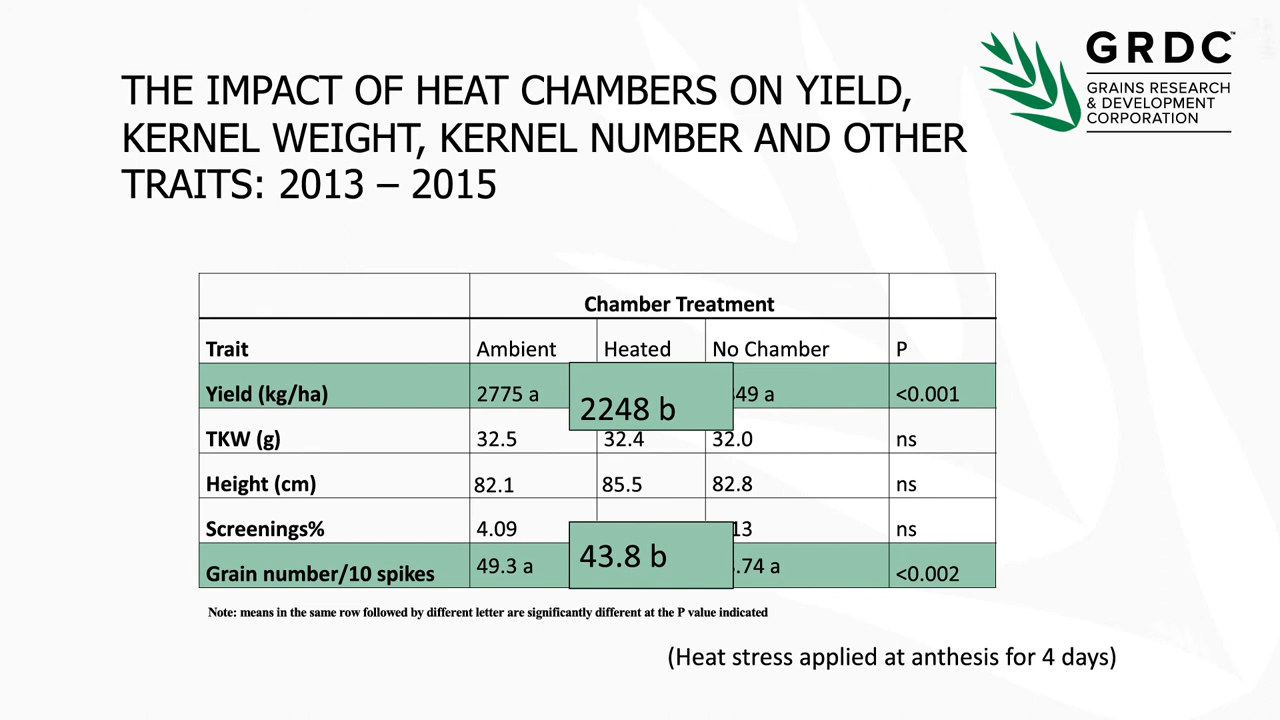 GRDC™
GRAINS RESEARCH
& DEVELOPMENT
CORPORATION
THE IMPACT OF HEAT CHAMBERS ON YIELD,
KERNEL WEIGHT, KERNEL NUMBER AND OTHER
TRAITS: 2013 – 2015
Chamber Treatment
Trait Ambient Heated No Chamber P
Yield (kg/ha) 2775 a 2248 b 49 a <0.001
TKW (g) 32.5 32.4 32.0 ns
Height (cm) 82.1 85.5 82.8 ns
Screenings% 4.09 13 ns
Grain number/10 spikes 49.3 a 43.8 b .74 a <0.002
Note: means in the same row followed by different letter are significantly different at the P value indicated
(Heat stress applied at anthesis for 4 days)